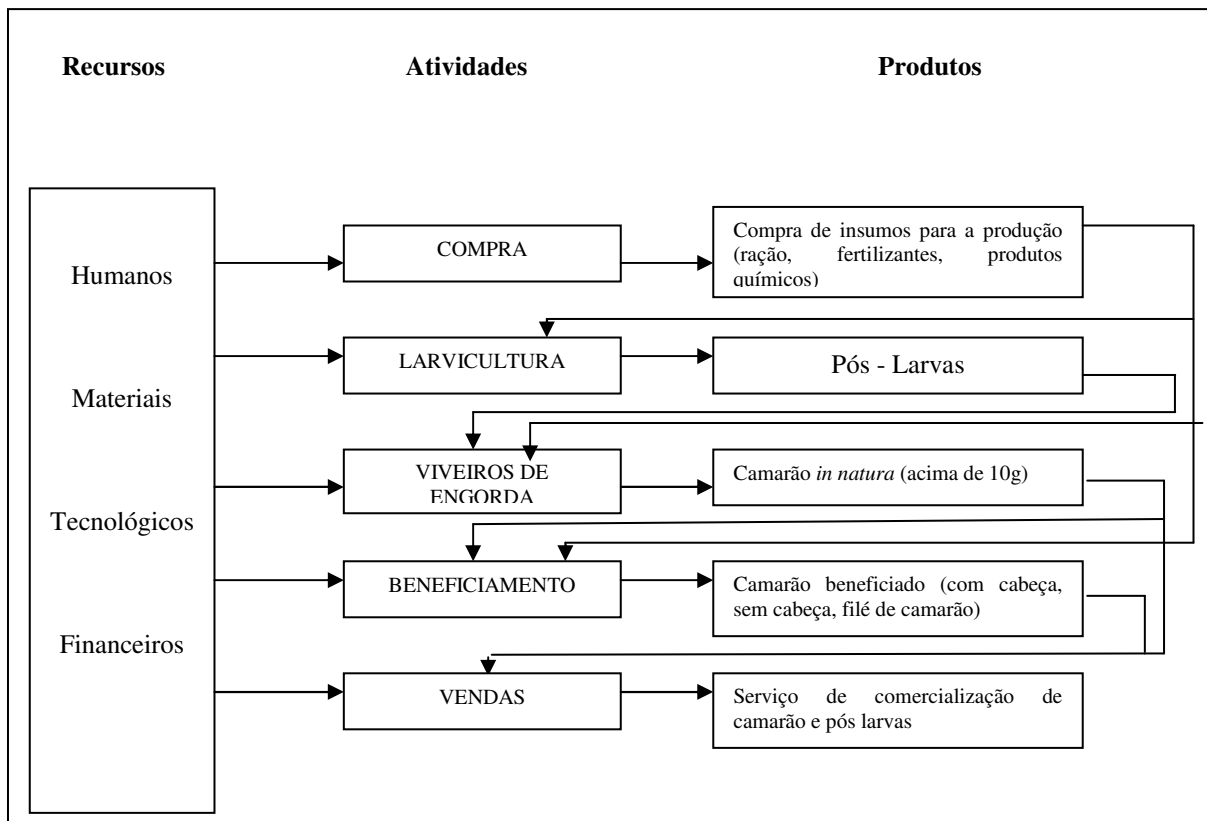 Recursos
Atividades
Produtos
Humanos
Materiais
Tecnológicos
Financeiros
COMPRA
Compra de insumos para a produção
(ração, fertilizantes, produtos
químicos)
LARVICULTURA
Pós - Larvas
VIVEIROS DE
ENGORDA
Camarão in natura (acima de 10g)
BENEFICIAMENTO
Camarão beneficiado (com cabeça,
sem cabeça, filé de camarão)
VENDAS
Serviço de comercialização de
camarão e pós larvas